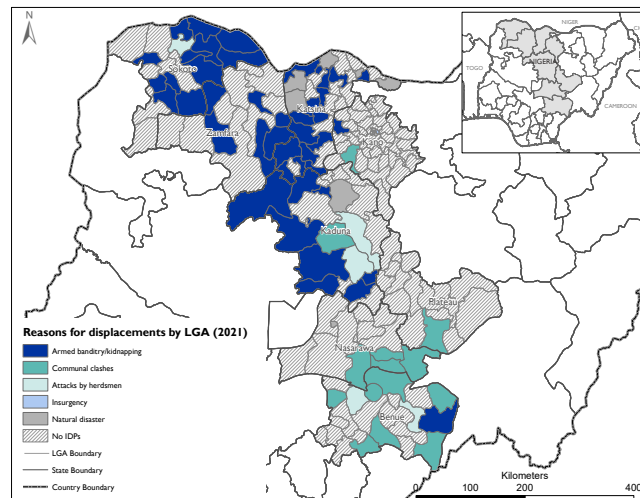 N
NIGER
TOGO
NIGERIA
CAMEROON
Sokoto
Katsina
Zamfara
Kano
Kaduna
Plateau
Nasarawa
Benue
Reasons for displacements by LGA (2021)
Armed banditry/kidnapping
Communal clashes
Attacks by herdsmen
Insurgency
Natural disaster
No IDPs
LGA Boundary
State Boundary
Country Boundary
Kilometers
0 100 200 400